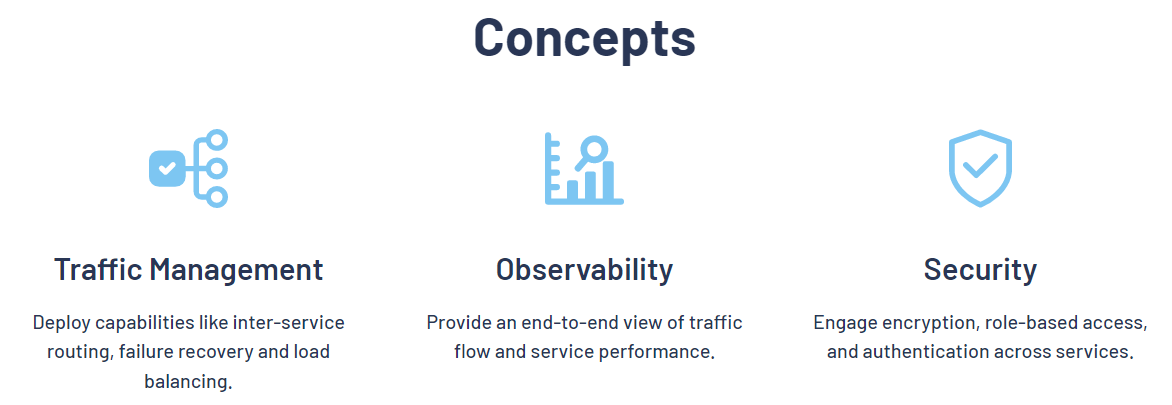 Concepts
Traffic Management
Deploy capabilities like inter-service
routing, failure recovery and load
balancing.
Observability
Provide an end-to-end view of traffic
flow and service performance.
Security
Engage encryption, role-based access,
and authentication across services.